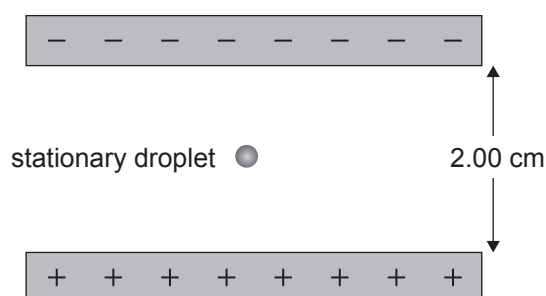 − − − − − − − −
stationary droplet 2.00 cm
+ + + + + + + +